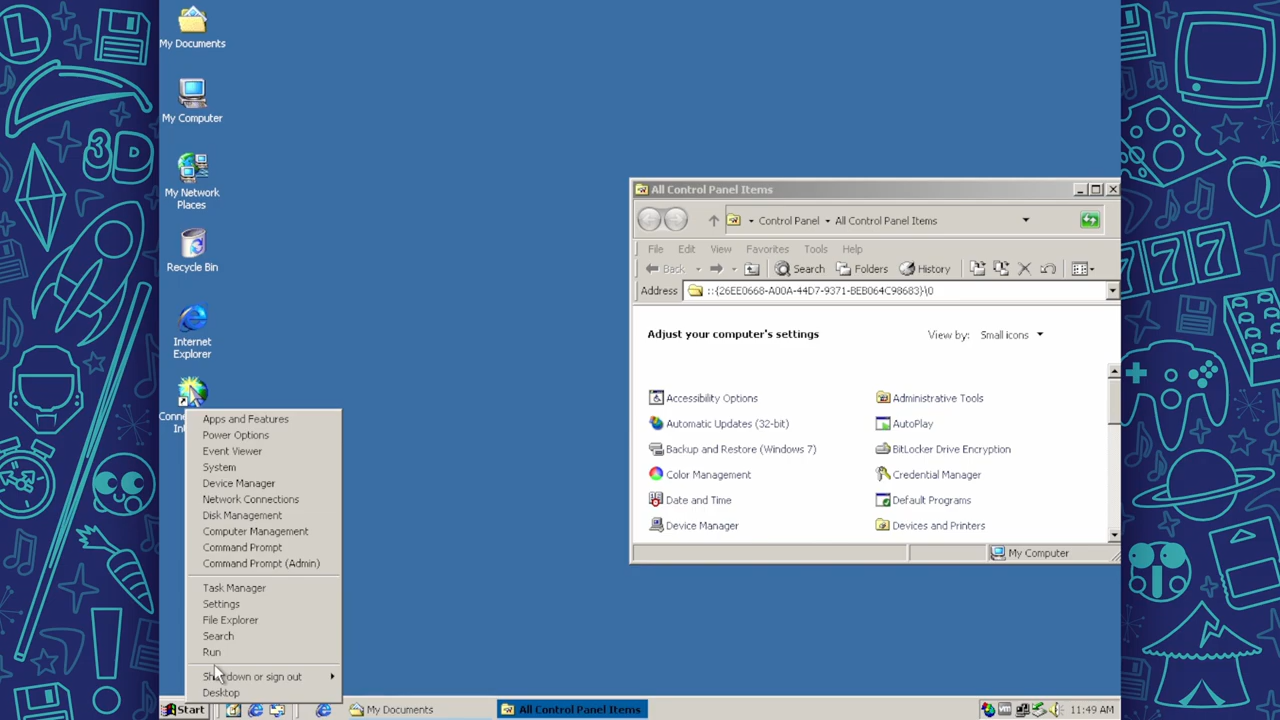 My Documents
My Computer
My Network
Places
Recycle Bin
Internet
Explorer
Apps and Features
Power Options
Event Viewer
System
Device Manager
Network Connections
Disk Management
Computer Management
Command Prompt
Command Prompt (Admin)
Task Manager
Settings
File Explorer
Search
Run
Shutdown or sign out
Desktop
All Control Panel Items
Control Panel All Control Panel Items
File Edit View Favorites Tools Help
Back Search Folders History
Address ::{26EE0668-A00A-44D7-9371-BEB064C98683}\0
Adjust your computer's settings
View by: Small icons
Accessibility Options
Administrative Tools
Automatic Updates (32-bit)
AutoPlay
Backup and Restore (Windows 7)
BitLocker Drive Encryption
Color Management
Credential Manager
Date and Time
Default Programs
Device Manager
Devices and Printers
My Computer
Start
My Documents
All Control Panel Items
11:49 AM
L
3D
777